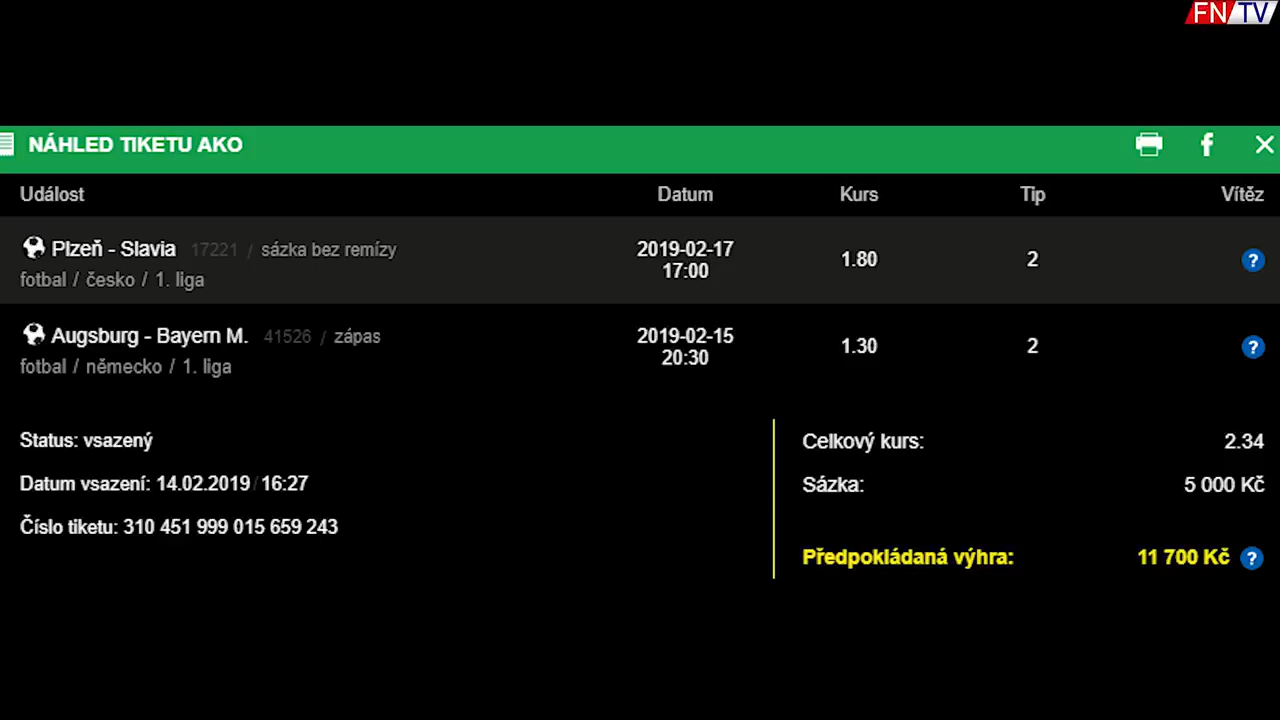 FNTV
NÁHLED TIKETU AKO
Událost Datum Kurs Tip Vítěz
Plzeň - Slavia 17221 / sázka bez remízy 2019-02-17 17:00 1.80 2 ?
fotbal / česko / 1. liga
Augsburg - Bayern M. 41526 / zápas 2019-02-15 20:30 1.30 2 ?
fotbal / německo / 1. liga
Status: vsazený
Datum vsazení: 14.02.2019 / 16:27
Číslo tiketu: 310 451 999 015 659 243
Celkový kurs: 2.34
Sázka: 5 000 Kč
Předpokládaná výhra: 11 700 Kč ?